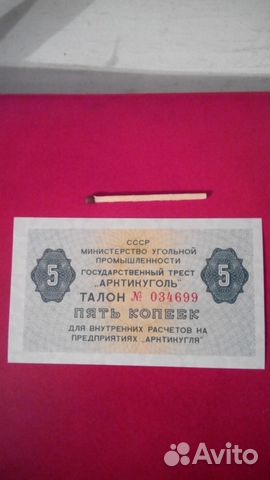 СССР
МИНИСТЕРСТВО УГОЛЬНОЙ
ПРОМЫШЛЕННОСТИ
ГОСУДАРСТВЕННЫЙ ТРЕСТ
5 „АРКТИКУГОЛЬ" 5
ТАЛОН № 034699
ПЯТЬ КОПЕЕК
ДЛЯ ВНУТРЕННИХ РАСЧЕТОВ НА
ПРЕДПРИЯТИЯХ „АРКТИКУГЛЯ"
Avito